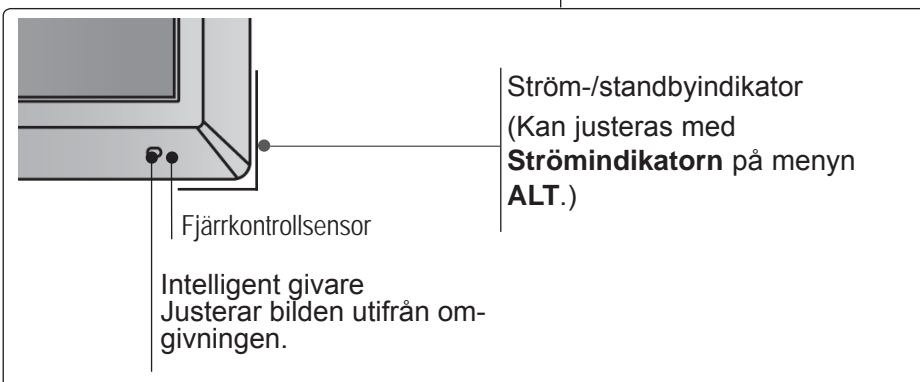 Ström-/standbyindikator
(Kan justeras med
Strömindikatorn på menyn
ALT.)
Fjärrkontrollsensor
Intelligent givare
Justerar bilden utifrån om-
givningen.